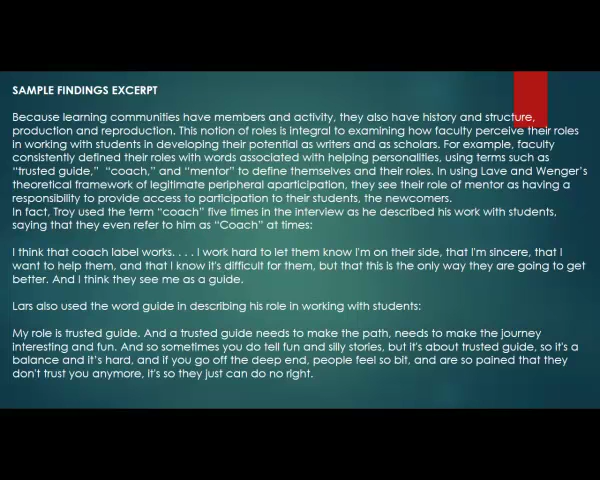 SAMPLE FINDINGS EXCERPT
Because learning communities have members and activity, they also have history and structure,
production and reproduction. This notion of roles is integral to examining how faculty perceive their roles
in working with students in developing their potential as writers and as scholars. For example, faculty
consistently defined their roles with words associated with helping personalities, using terms such as
“trusted guide,”  “coach,” and “mentor” to define themselves and their roles. In using Lave and Wenger’s
theoretical framework of legitimate peripheral aparticipation, they see their role of mentor as having a
responsibility to provide access to participation to their students, the newcomers.
In fact, Troy used the term “coach” five times in the interview as he described his work with students,
saying that they even refer to him as “Coach” at times:
I think that coach label works. . . . I work hard to let them know I'm on their side, that I'm sincere, that I
want to help them, and that I know it's difficult for them, but that this is the only way they are going to get
better. And I think they see me as a guide.
Lars also used the word guide in describing his role in working with students:
My role is trusted guide. And a trusted guide needs to make the path, needs to make the journey
interesting and fun. And so sometimes you do tell fun and silly stories, but it's about trusted guide, so it's a
balance and it’s hard, and if you go off the deep end, people feel so bit, and are so pained that they
don't trust you anymore, it's so they just can do no right.